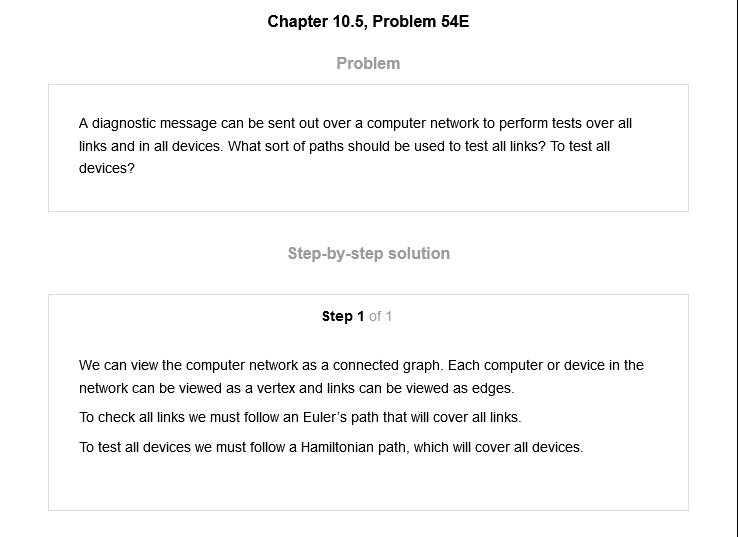 Chapter 10.5, Problem 54E
Problem
A diagnostic message can be sent out over a computer network to perform tests over all
links and in all devices. What sort of paths should be used to test all links? To test all
devices?
Step-by-step solution
Step 1 of 1
We can view the computer network as a connected graph. Each computer or device in the
network can be viewed as a vertex and links can be viewed as edges.
To check all links we must follow an Euler’s path that will cover all links.
To test all devices we must follow a Hamiltonian path, which will cover all devices.